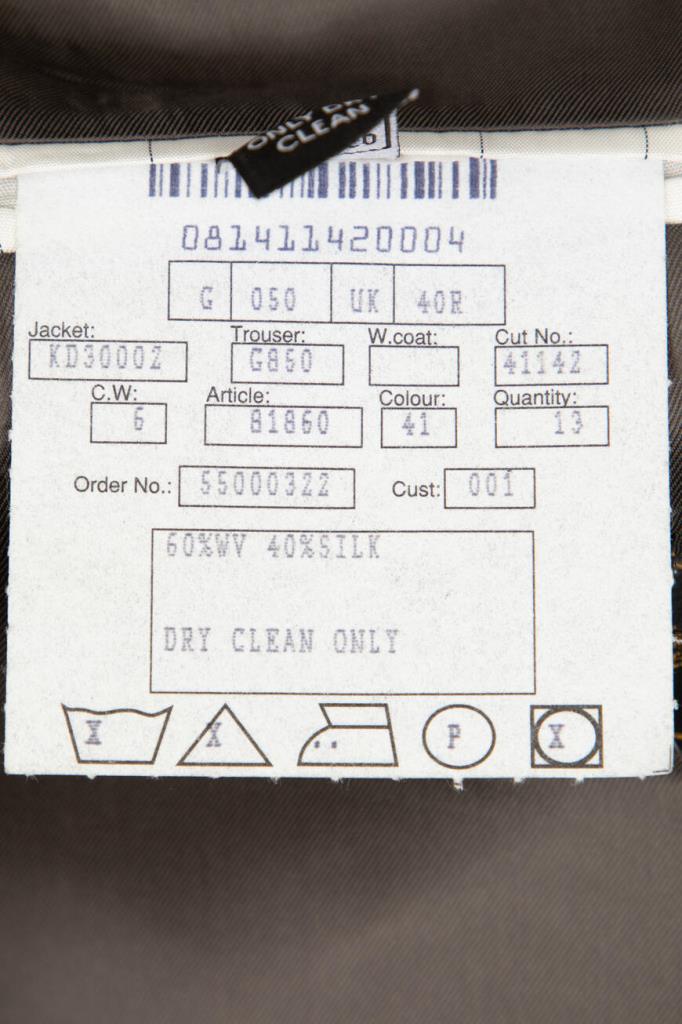 ONLY DRY
CLEAN
081411420004
G 050 UK 40R
Jacket: Trouser: W.coat: Cut No.:
KD30002 G850 41142
C.W: Article: Colour: Quantity:
6 81860 41 13
Order No.: 55000322 Cust: 001
60%WV 40%SILK
DRY CLEAN ONLY
X X P X